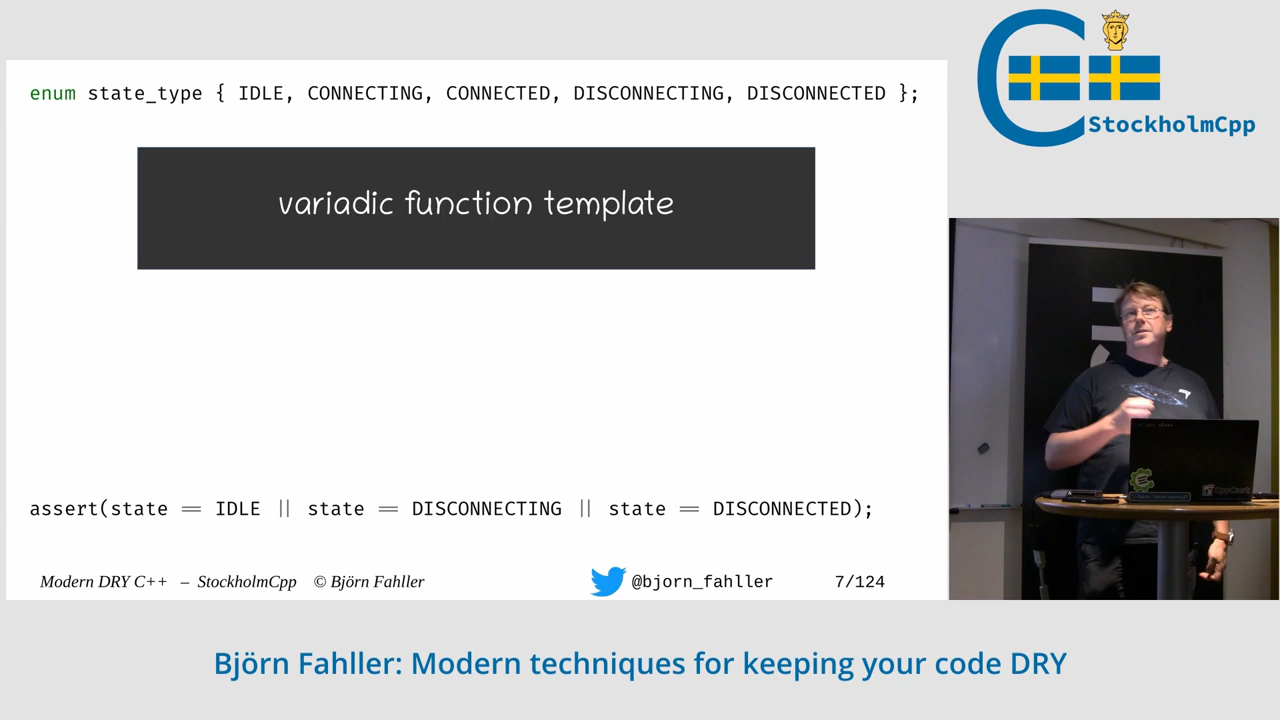 enum state_type { IDLE, CONNECTING, CONNECTED, DISCONNECTING, DISCONNECTED };
StockholmCpp
variadic function template
assert(state == IDLE || state == DISCONNECTING || state == DISCONNECTED);
Modern DRY C++ – StockholmCpp © Björn Fahller
@bjorn_fahller
7/124
Björn Fahller: Modern techniques for keeping your code DRY